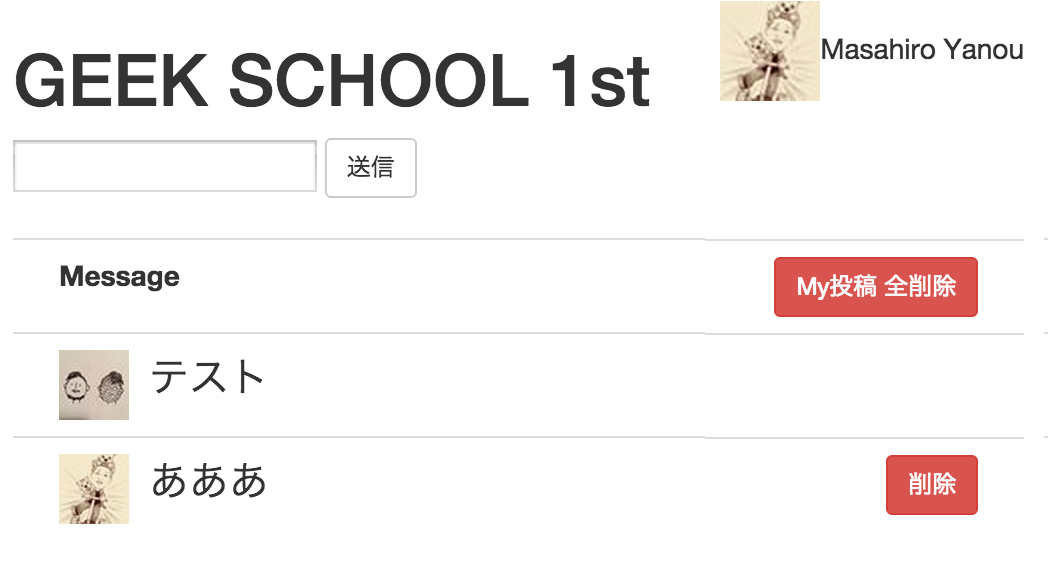 GEEK SCHOOL 1st
Masahiro Yanou
送信
Message
My投稿 全削除
テスト
あああ
削除